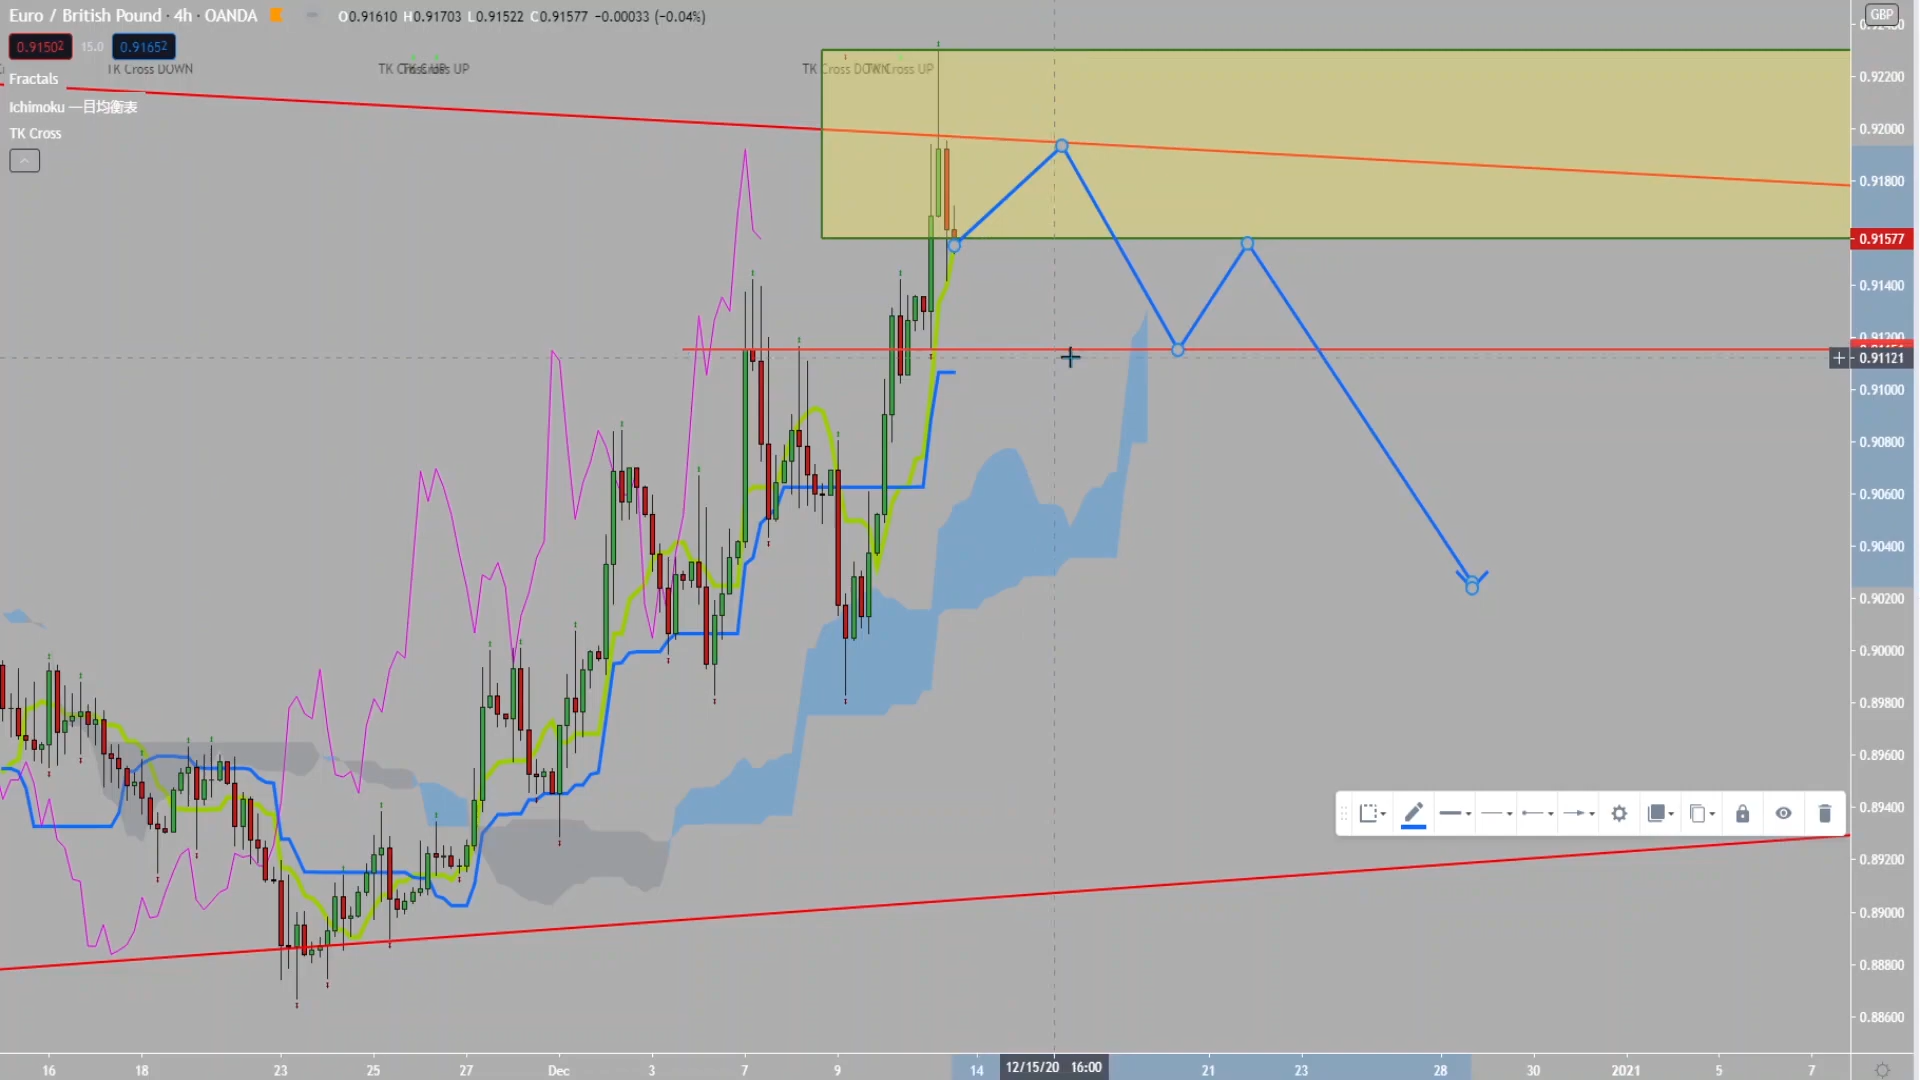 Euro / British Pound · 4h · OANDA O0.91610 H0.91703 L0.91522 C0.91577 −0.00033 (−0.04%)
0.91502 15.0 0.91652
TK Cross DOWN
TK Cross UP
TK Cross UP
TK Cross DOWN
TK Cross UP
Fractals
Ichimoku 一目均衡表
TK Cross
GBP
0.92200
0.92000
0.91800
0.91577
0.91400
0.91200
0.91121
0.91000
0.90800
0.90600
0.90400
0.90200
0.90000
0.89800
0.89600
0.89400
0.89200
0.89000
0.88800
0.88600
16 18 23 25 27 Dec 3 7 9 14 12/15/20 16:00 21 23 28 30 2021 5 7